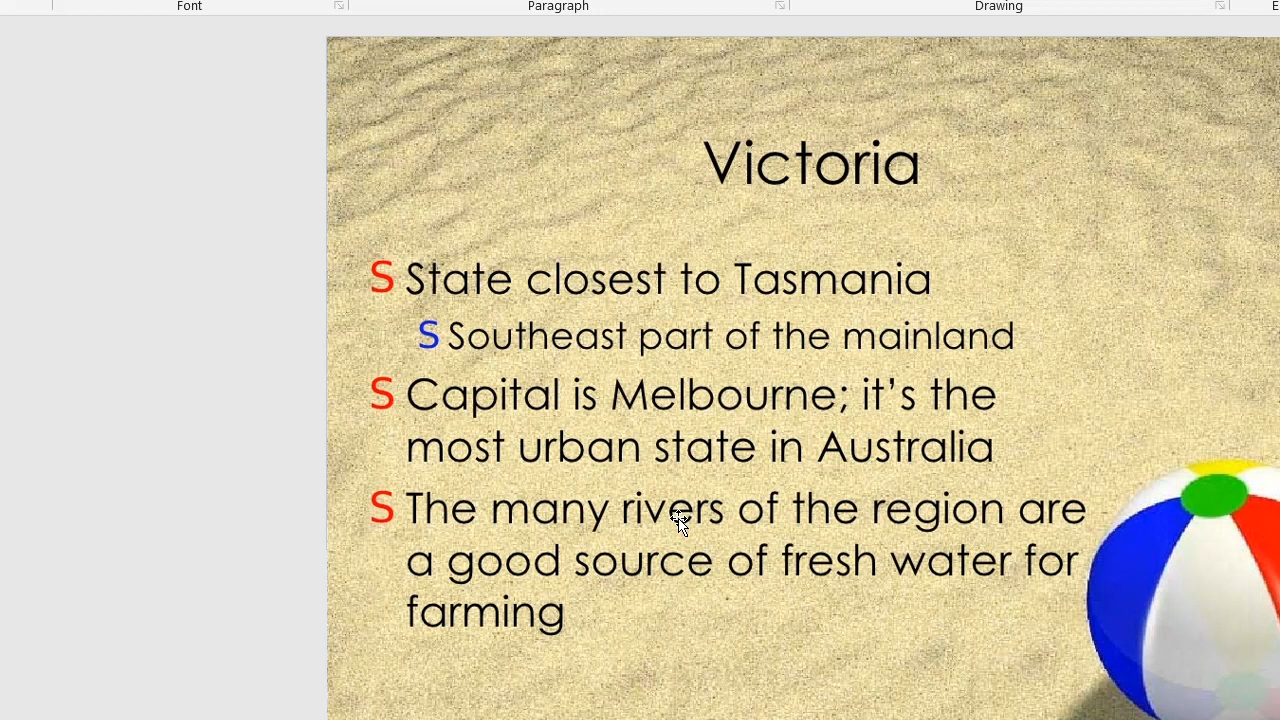 Font Paragraph Drawing E
Victoria
S State closest to Tasmania
S Southeast part of the mainland
S Capital is Melbourne; it’s the
most urban state in Australia
S The many rivers of the region are
a good source of fresh water for
farming